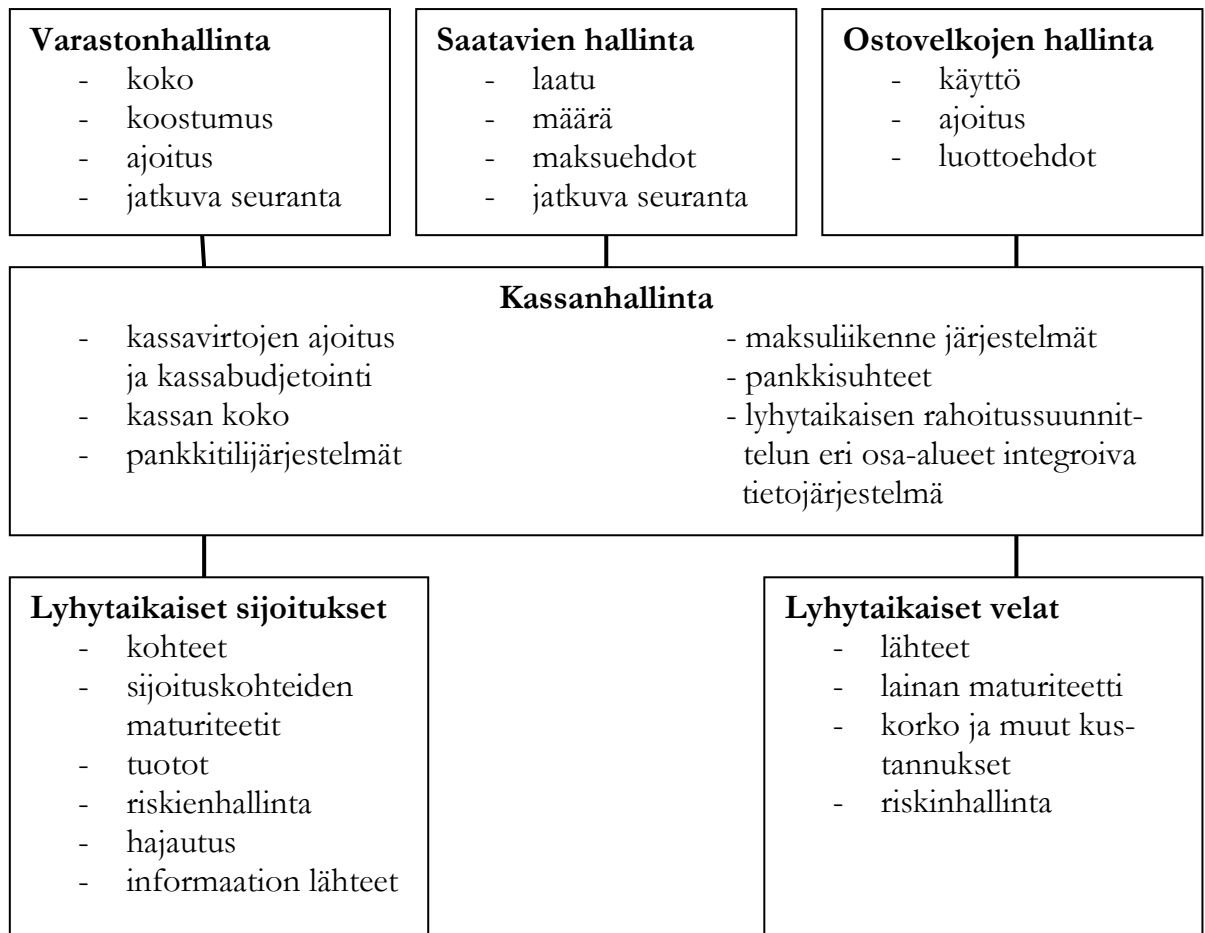 Varastonhallinta
- koko
- koostumus
- ajoitus
- jatkuva seuranta
Saatavien hallinta
- laatu
- määrä
- maksuehdot
- jatkuva seuranta
Ostovelkojen hallinta
- käyttö
- ajoitus
- luottoehdot
Kassanhallinta
- kassavirtojen ajoitus
ja kassabudjetointi
- kassan koko
- pankkitilijärjestelmät
- maksuliikenne järjestelmät
- pankkisuhteet
- lyhytaikaisen rahoitussuunnit-
telun eri osa-alueet integroiva
tietojärjestelmä
Lyhytaikaiset sijoitukset
- kohteet
- sijoituskohteiden
maturiteetit
- tuotot
- riskienhallinta
- hajautus
- informaation lähteet
Lyhytaikaiset velat
- lähteet
- lainan maturiteetti
- korko ja muut kus-
tannukset
- riskinhallinta